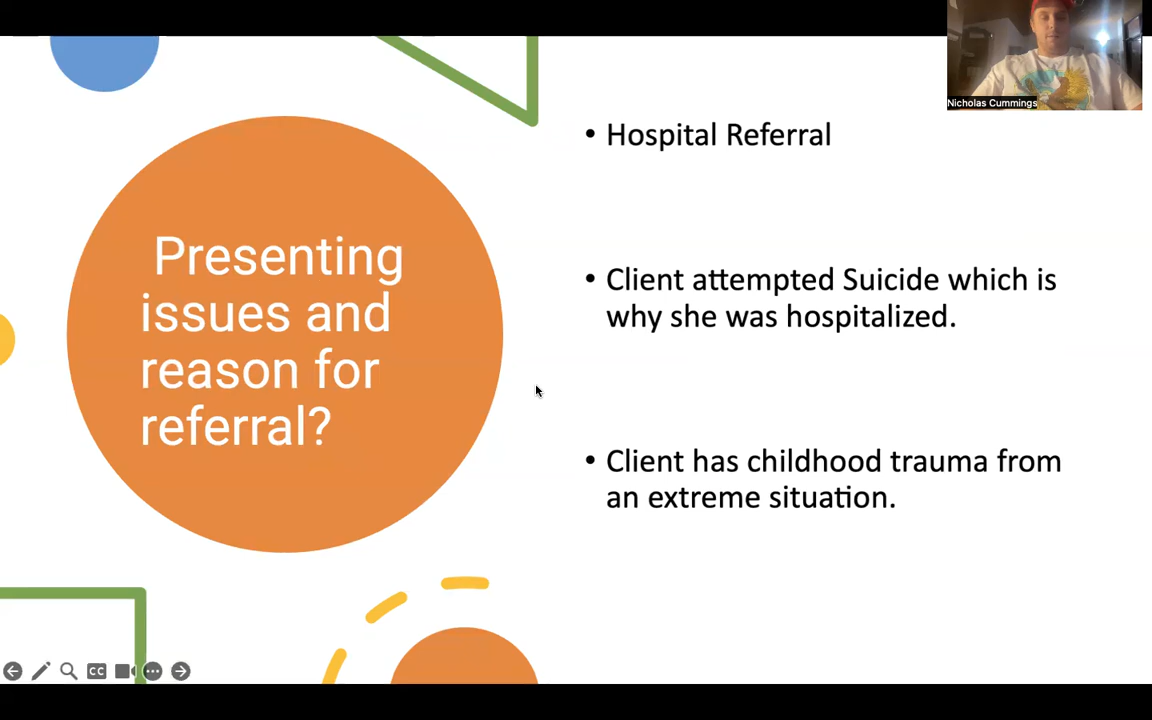 Nicholas Cummings
Presenting
issues and
reason for
referral?
• Hospital Referral
• Client attempted Suicide which is
why she was hospitalized.
• Client has childhood trauma from
an extreme situation.
CC